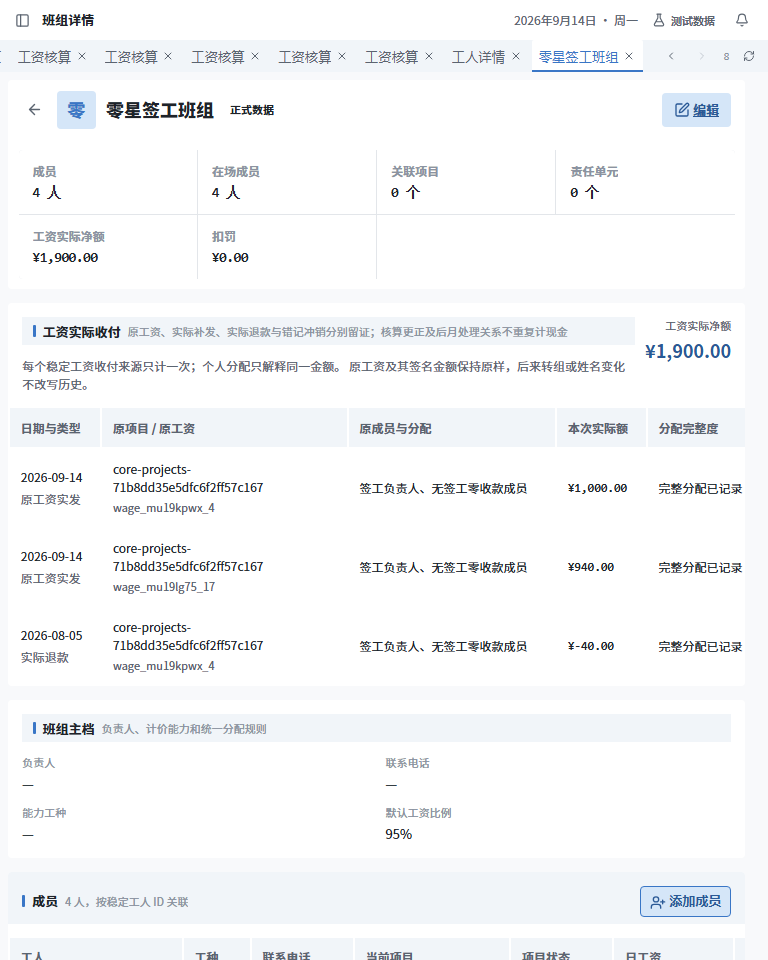 班组详情
2026年9月14日 · 周一
测试数据
工资核算
工资核算
工资核算
工资核算
工资核算
工人详情
零星签工班组
8
零
零星签工班组
正式数据
编辑
成员
4 人
在场成员
4 人
关联项目
0 个
责任单元
0 个
工资实际净额
¥1,900.00
扣罚
¥0.00
工资实际收付
原工资、实际补发、实际退款与错记冲销分别留证；核算更正及后月处理关系不重复计现金
工资实际净额
¥1,900.00
每个稳定工资收付来源只计一次；个人分配只解释同一金额。 原工资及其签名金额保持原样，后来转组或姓名变化
不改写历史。
日期与类型
原项目 / 原工资
原成员与分配
本次实际额
分配完整度
2026-09-14
原工资实发
core-projects-
71b8dd35e5dfc6f2ff57c167
wage_mu19kpwx_4
签工负责人、无签工零收款成员
¥1,000.00
完整分配已记录
2026-09-14
原工资实发
core-projects-
71b8dd35e5dfc6f2ff57c167
wage_mu19lg75_17
签工负责人、无签工零收款成员
¥940.00
完整分配已记录
2026-08-05
实际退款
core-projects-
71b8dd35e5dfc6f2ff57c167
wage_mu19kpwx_4
签工负责人、无签工零收款成员
¥-40.00
完整分配已记录
班组主档
负责人、计价能力和统一分配规则
负责人
—
联系电话
—
能力工种
—
默认工资比例
95%
成员
4 人，按稳定工人 ID 关联
添加成员
工人
工种
联系电话
当前项目
项目状态
日工资